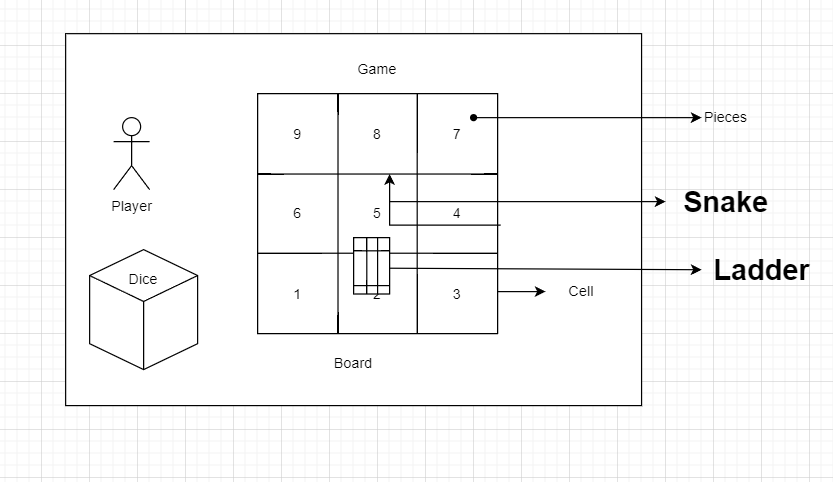 Game
9 8 7
Pieces
Player
6 5 4
Snake
Dice
Ladder
1 2 3
Cell
Board